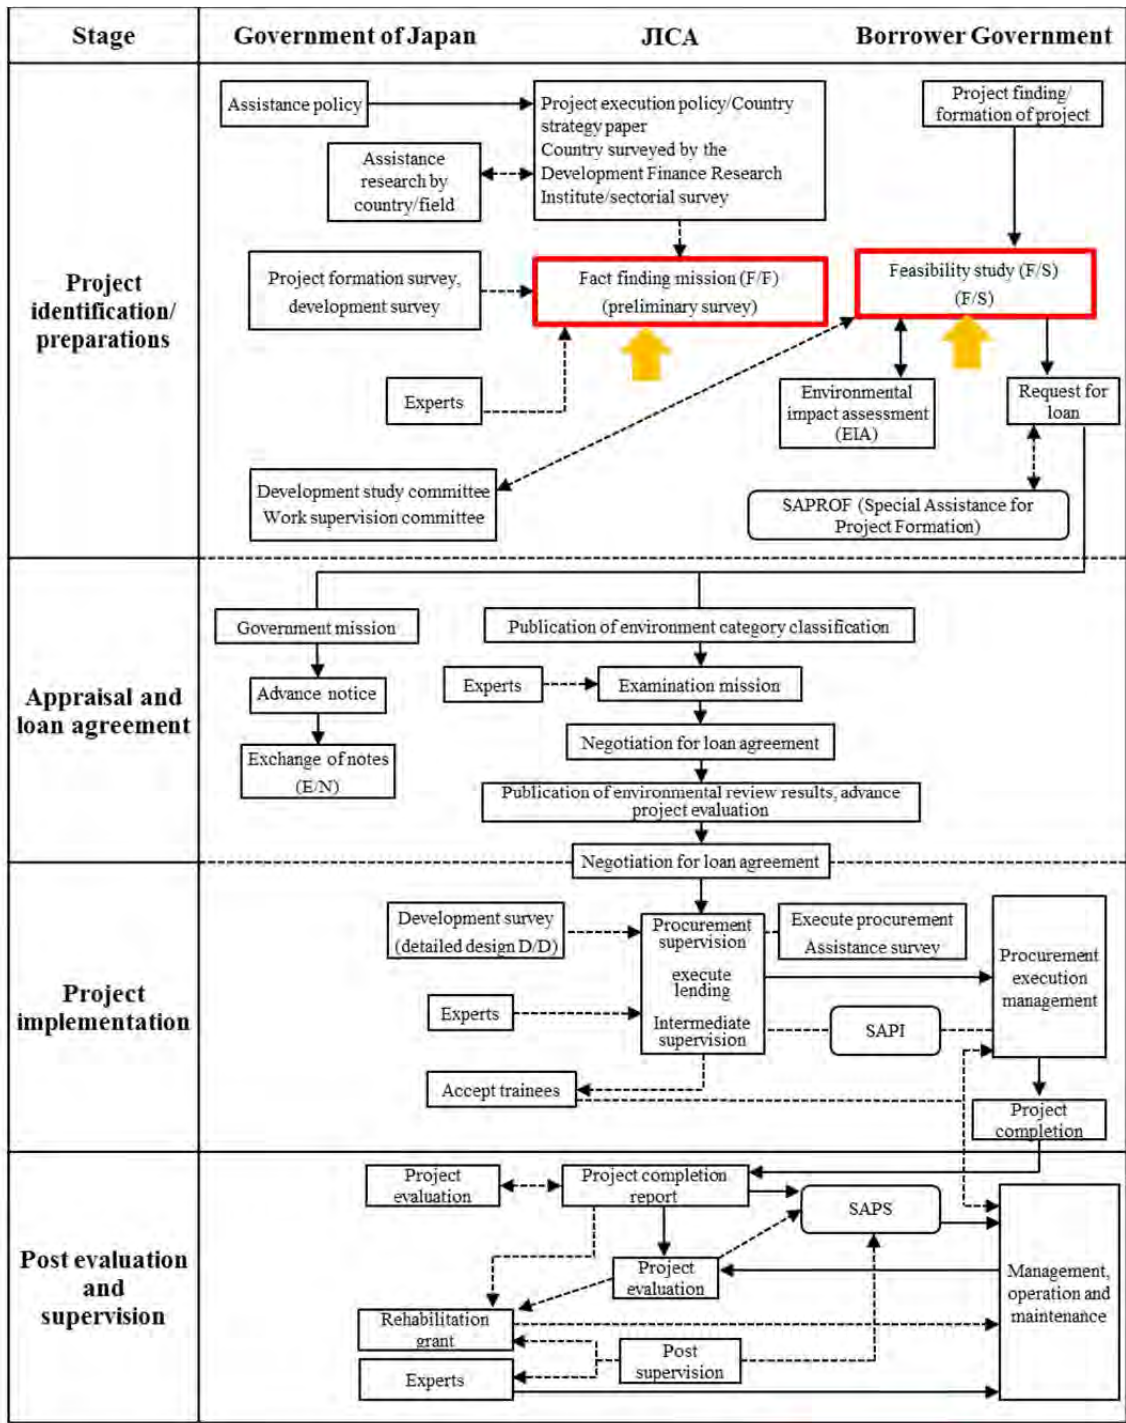 Stage
Government of Japan
JICA
Borrower Government
Project
identification/
preparations
Assistance policy
Project execution policy/Country
strategy paper
Country surveyed by the
Development Finance Research
Institute/sectorial survey
Project finding/
formation of project
Assistance
research by
country/field
Project formation survey,
development survey
Fact finding mission (F/F)
(preliminary survey)
Feasibility study (F/S)
(F/S)
Experts
Environmental
impact assessment
(EIA)
Request for
loan
Development study committee
Work supervision committee
SAPROF (Special Assistance for
Project Formation)
Appraisal and
loan agreement
Government mission
Publication of environment category classification
Advance notice
Experts
Examination mission
Exchange of notes
(E/N)
Negotiation for loan agreement
Publication of environmental review results, advance
project evaluation
Negotiation for loan agreement
Project
implementation
Development survey
(detailed design D/D)
Procurement
supervision
execute
lending
Intermediate
supervision
Execute procurement
Assistance survey
Procurement
execution
management
Experts
SAPI
Accept trainees
Project
completion
Post evaluation
and
supervision
Project
evaluation
Project completion
report
SAPS
Project
evaluation
Management,
operation and
maintenance
Rehabilitation
grant
Post
supervision
Experts